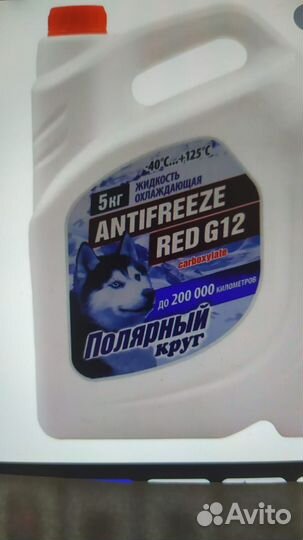 -40°C...+125°C
5КГ
ЖИДКОСТЬ
ОХЛАЖДАЮЩАЯ
ANTIFREEZE
RED G12
carboxylate
ДО 200 000 КИЛОМЕТРОВ
Полярный
круг
Avito